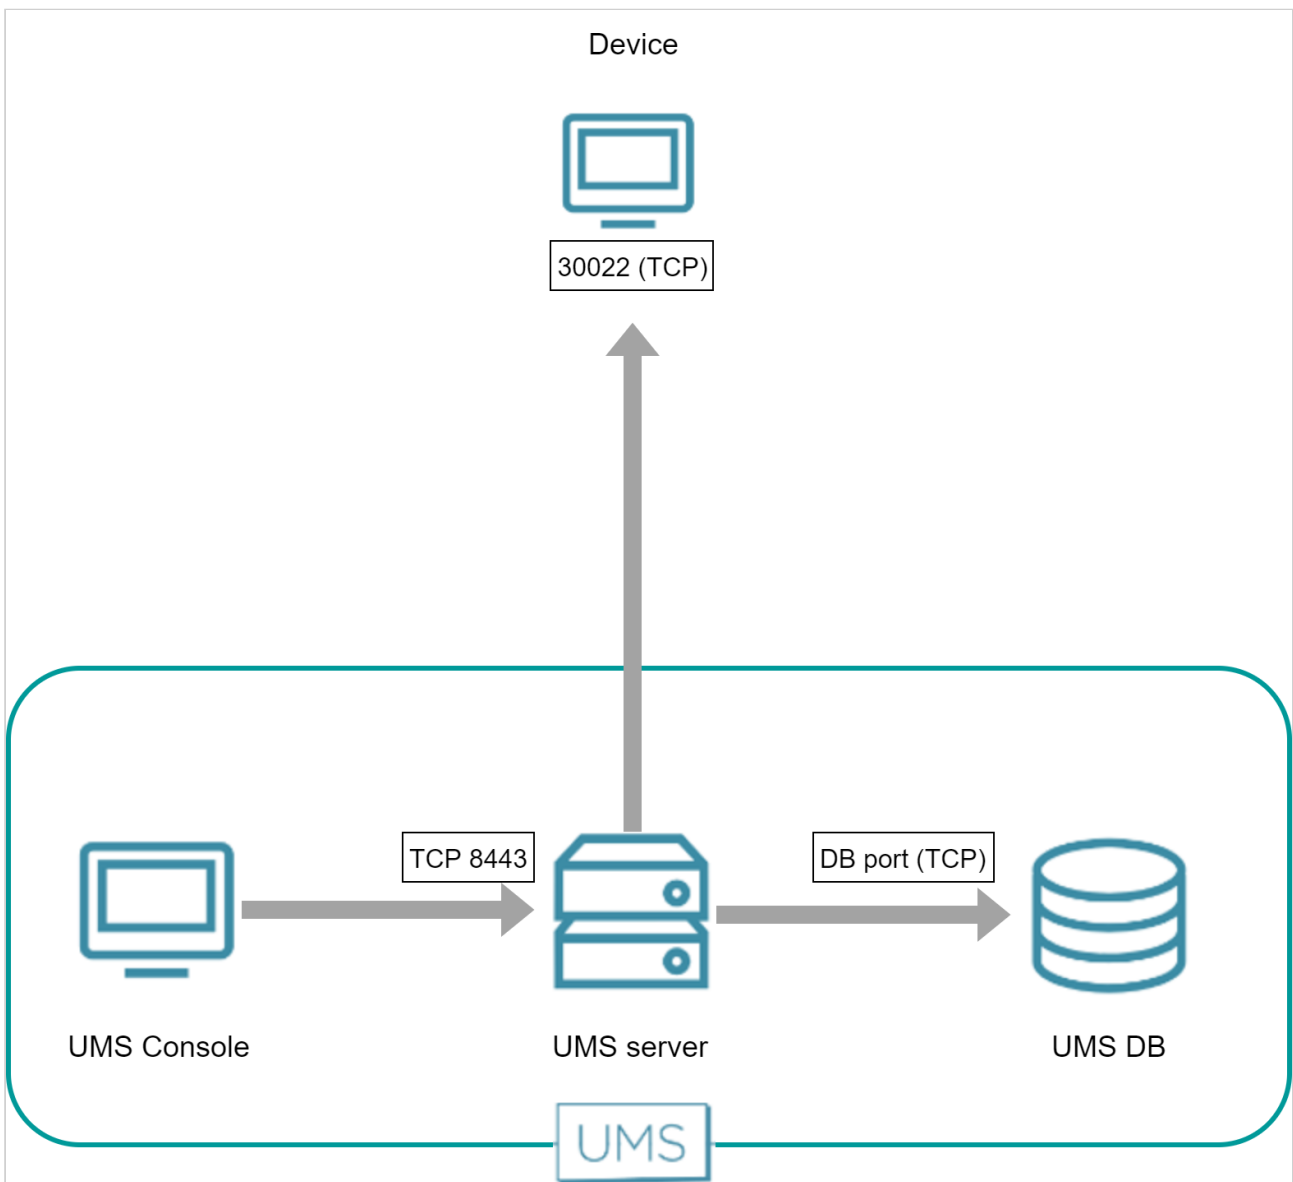 Device
30022 (TCP)
TCP 8443
DB port (TCP)
UMS Console
UMS server
UMS DB
UMS